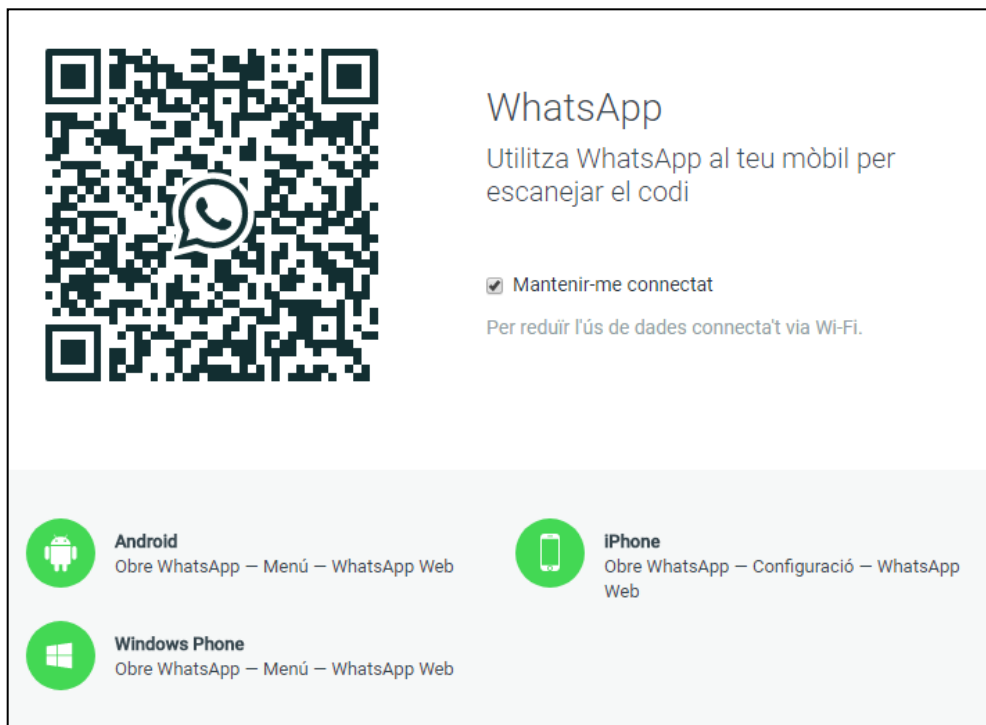 WhatsApp
Utilitza WhatsApp al teu mòbil per
escanejar el codi
Mantenir-me connectat
Per reduïr l'ús de dades connecta't via Wi-Fi.
Android
Obre WhatsApp — Menú — WhatsApp Web
iPhone
Obre WhatsApp — Configuració — WhatsApp
Web
Windows Phone
Obre WhatsApp — Menú — WhatsApp Web